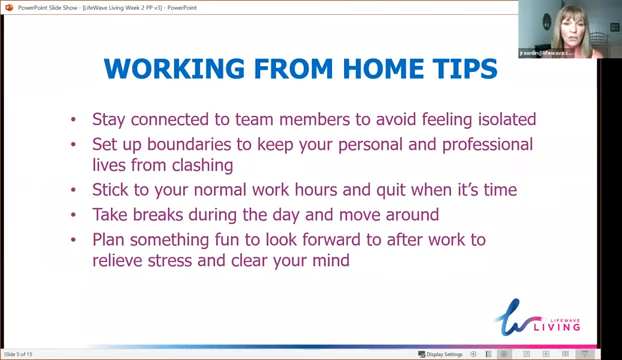 PowerPoint Slide Show - [LifeWave Living Week 2 PP v3] - PowerPoint
WORKING FROM HOME TIPS
• Stay connected to team members to avoid feeling isolated
• Set up boundaries to keep your personal and professional
lives from clashing
• Stick to your normal work hours and quit when it's time
• Take breaks during the day and move around
• Plan something fun to look forward to after work to
relieve stress and clear your mind
LIFEWAVE
LIVING
Slide 5 of 15
Display Settings